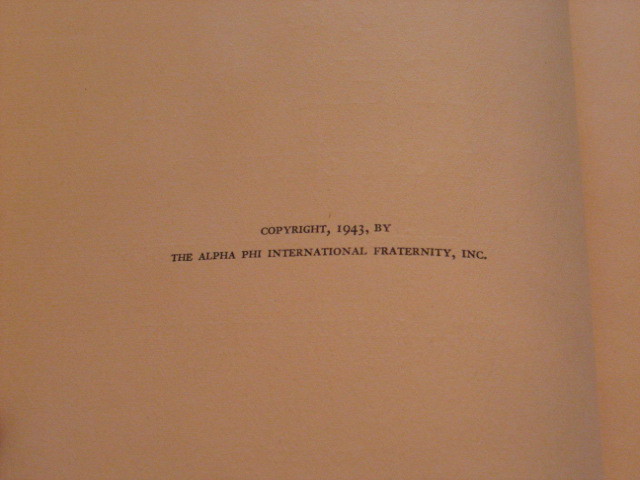 COPYRIGHT, 1943, BY
THE ALPHA PHI INTERNATIONAL FRATERNITY, INC.